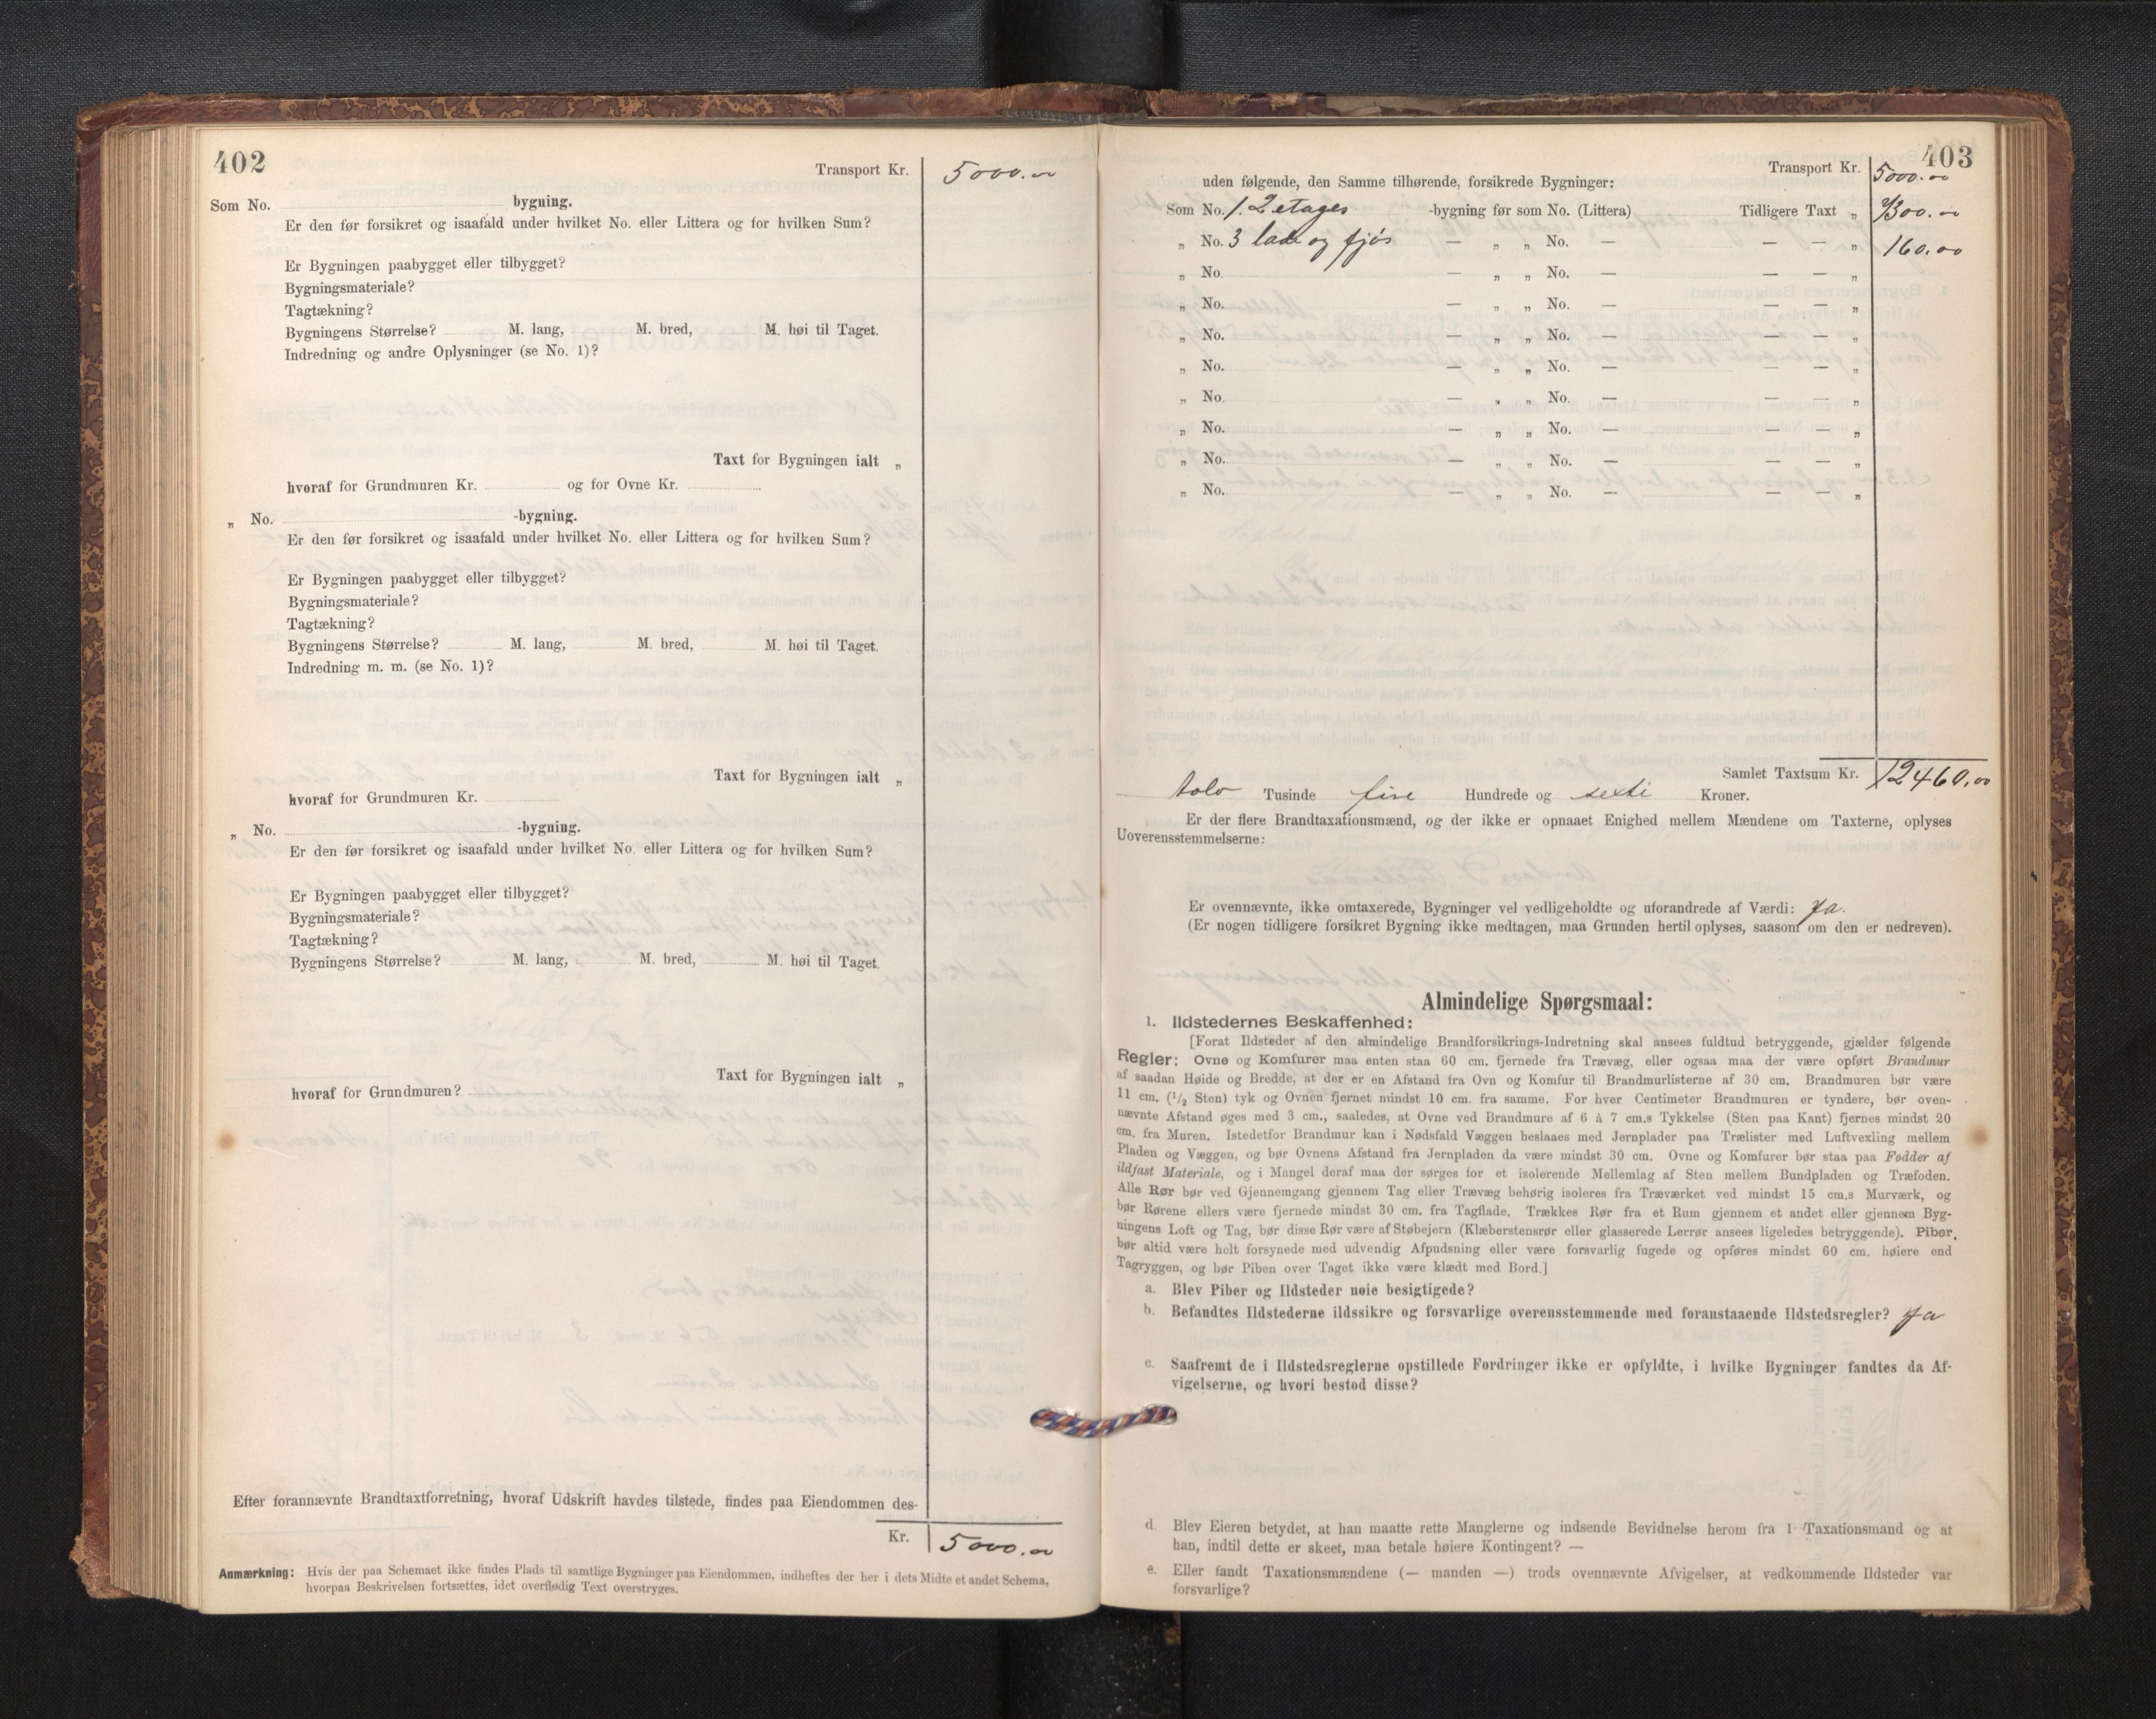 402
Transport Kr. 5000.00
Som No. bygning.
Er den før forsikret og isaafald under hvilket No. eller Littera og for hvilken Sum?
Er Bygningen paabygget eller tilbygget?
Bygningsmateriale?
Tagtækning?
Bygningens Størrelse? M. lang, M. bred, M. høi til Taget.
Indredning og andre Oplysninger (se No. 1)?
Taxt for Bygningen ialt „
hvoraf for Grundmuren Kr. og for Ovne Kr.
„ No. -bygning.
Er den før forsikret og isaafald under hvilket No. eller Littera og for hvilken Sum?
Er Bygningen paabygget eller tilbygget?
Bygningsmateriale?
Tagtækning?
Bygningens Størrelse? M. lang, M. bred, M. høi til Taget.
Indredning m. m. (se No. 1)?
Taxt for Bygningen ialt „
hvoraf for Grundmuren Kr.
„ No. -bygning.
Er den før forsikret og isaafald under hvilket No. eller Littera og for hvilken Sum?
Er Bygningen paabygget eller tilbygget?
Bygningsmateriale?
Tagtækning?
Bygningens Størrelse? M. lang, M. bred, M. høi til Taget.
Taxt for Bygningen ialt „
hvoraf for Grundmuren?
Efter forannævnte Brandtaxtforretning, hvoraf Udskrift havdes tilstede, findes paa Eiendommen des-
Kr. 5000.00
Anmærkning: Hvis der paa Schemaet ikke findes Plads til samtlige Bygninger paa Eiendommen, indheftes der her i dets Midte et andet Schema,
hvorpaa Beskrivelsen fortsættes, idet overflødig Text overstryges.
403
Transport Kr. 5000.00
uden følgende, den Samme tilhørende, forsikrede Bygninger:
Som No. 1. 2 etages -bygning før som No. (Littera) Tidligere Taxt „ 7300.00
„ No. 3 lade og fjøs — „ „ No. — — — „ 160.00
„ No. — „ „ No. — — — „
„ No. — „ „ No. — — — „
„ No. — „ „ No. — — — „
„ No. — „ „ No. — — — „
„ No. — „ „ No. — — — „
„ No. — „ „ No. — — — „
„ No. — „ „ No. — — — „
„ No. — „ „ No. — — — „
Samlet Taxtsum Kr. 12460.00
tolv Tusinde fire Hundrede og sexti Kroner.
Er der flere Brandtaxationsmænd, og der ikke er opnaaet Enighed mellem Mændene om Taxterne, oplyses
Uoverensstemmelserne:
Er ovennævnte, ikke omtaxerede, Bygninger vel vedligeholdte og uforandrede af Værdi: Ja.
(Er nogen tidligere forsikret Bygning ikke medtagen, maa Grunden hertil oplyses, saasom om den er nedreven).
Almindelige Spørgsmaal:
1. Ildstedernes Beskaffenhed:
[Forat Ildsteder af den almindelige Brandforsikrings-Indretning skal ansees fuldtud betryggende, gjælder følgende
Regler: Ovne og Komfurer maa enten staa 60 cm. fjernede fra Trævæg, eller ogsaa maa der være opført Brandmur
af saadan Høide og Bredde, at der er en Afstand fra Ovn og Komfur til Brandmurlisterne af 30 cm. Brandmuren bør være
11 cm. (1/2 Sten) tyk og Ovnen fjernet mindst 10 cm. fra samme. For hver Centimeter Brandmuren er tyndere, bør oven-
nævnte Afstand øges med 3 cm., saaledes, at Ovne ved Brandmure af 6 à 7 cm.s Tykkelse (Sten paa Kant) fjernes mindst 20
cm. fra Muren. Istedetfor Brandmur kan i Nødsfald Væggen beslaaes med Jernplader paa Trælister med Luftvexling mellem
Pladen og Væggen, og bør Ovnens Afstand fra Jernpladen da være mindst 30 cm. Ovne og Komfurer bør staa paa Fødder af
ildfast Materiale, og i Mangel deraf maa der sørges for et isolerende Mellemlag af Sten mellem Bundpladen og Træfoden.
Alle Rør bør ved Gjennemgang gjennem Tag eller Trævæg behørig isoleres fra Træværket ved mindst 15 cm.s Murværk, og
bør Rørene ellers være fjernede mindst 30 cm. fra Tagflade. Trækkes Rør fra et Rum gjennem et andet eller gjennem Byg-
ningens Loft og Tag, bør disse Rør være af Støbejern (Klæberstensrør eller glasserede Lerrør ansees ligeledes betryggende). Piber
bør altid være helt forsynede med udvendig Afpudsning eller være forsvarlig fugede og opføres mindst 60 cm. høiere end
Tagryggen, og bør Piben over Taget ikke være klædt med Bord.]
a. Blev Piber og Ildsteder nøie besigtigede?
b. Befandtes Ildstederne ildssikre og forsvarlige overensstemmende med foranstaaende Ildstedsregler? Ja
c. Saafremt de i Ildstedsreglerne opstillede Fordringer ikke er opfyldte, i hvilke Bygninger fandtes da Af-
vigelserne, og hvori bestod disse?
d. Blev Eieren betydet, at han maatte rette Manglerne og indsende Bevidnelse herom fra 1 Taxationsmand og at
han, indtil dette er skeet, maa betale høiere Kontingent? —
e. Eller fandt Taxationsmændene (— manden —) trods ovennævnte Afvigelser, at vedkommende Ildsteder var
forsvarlige?